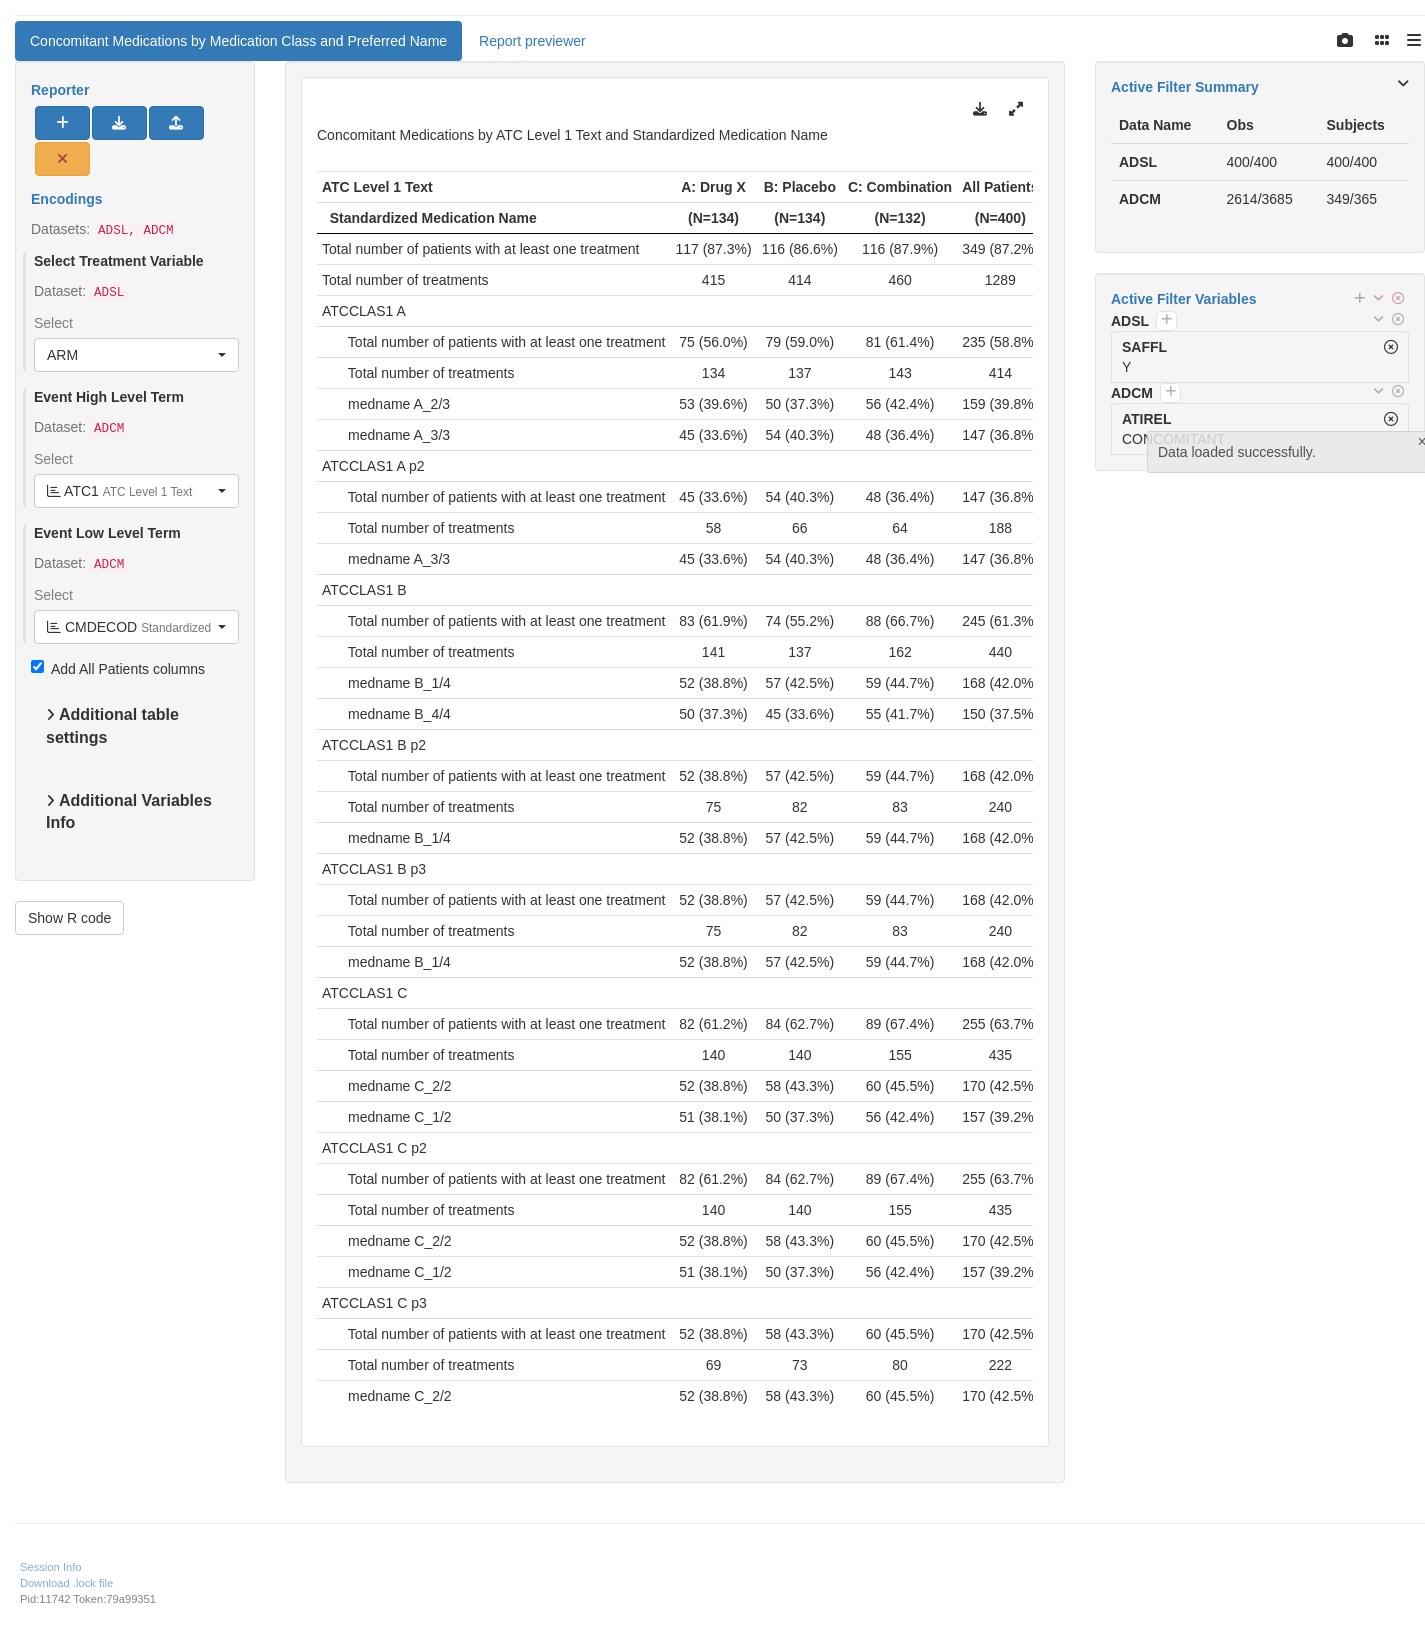 Concomitant Medications by Medication Class and Preferred Name
Report previewer
Reporter
Encodings
Datasets: ADSL, ADCM
Select Treatment Variable
Dataset: ADSL
Select
ARM
Event High Level Term
Dataset: ADCM
Select
ATC1 ATC Level 1 Text
Event Low Level Term
Dataset: ADCM
Select
CMDECOD Standardized
Add All Patients columns
Additional table
settings
Additional Variables
Info
Show R code
Concomitant Medications by ATC Level 1 Text and Standardized Medication Name
ATC Level 1 Text A: Drug X B: Placebo C: Combination All Patients
Standardized Medication Name (N=134) (N=134) (N=132) (N=400)
Total number of patients with at least one treatment 117 (87.3%) 116 (86.6%) 116 (87.9%) 349 (87.2%
Total number of treatments 415 414 460 1289
ATCCLAS1 A
Total number of patients with at least one treatment 75 (56.0%) 79 (59.0%) 81 (61.4%) 235 (58.8%
Total number of treatments 134 137 143 414
medname A_2/3 53 (39.6%) 50 (37.3%) 56 (42.4%) 159 (39.8%
medname A_3/3 45 (33.6%) 54 (40.3%) 48 (36.4%) 147 (36.8%
ATCCLAS1 A p2
Total number of patients with at least one treatment 45 (33.6%) 54 (40.3%) 48 (36.4%) 147 (36.8%
Total number of treatments 58 66 64 188
medname A_3/3 45 (33.6%) 54 (40.3%) 48 (36.4%) 147 (36.8%
ATCCLAS1 B
Total number of patients with at least one treatment 83 (61.9%) 74 (55.2%) 88 (66.7%) 245 (61.3%
Total number of treatments 141 137 162 440
medname B_1/4 52 (38.8%) 57 (42.5%) 59 (44.7%) 168 (42.0%
medname B_4/4 50 (37.3%) 45 (33.6%) 55 (41.7%) 150 (37.5%
ATCCLAS1 B p2
Total number of patients with at least one treatment 52 (38.8%) 57 (42.5%) 59 (44.7%) 168 (42.0%
Total number of treatments 75 82 83 240
medname B_1/4 52 (38.8%) 57 (42.5%) 59 (44.7%) 168 (42.0%
ATCCLAS1 B p3
Total number of patients with at least one treatment 52 (38.8%) 57 (42.5%) 59 (44.7%) 168 (42.0%
Total number of treatments 75 82 83 240
medname B_1/4 52 (38.8%) 57 (42.5%) 59 (44.7%) 168 (42.0%
ATCCLAS1 C
Total number of patients with at least one treatment 82 (61.2%) 84 (62.7%) 89 (67.4%) 255 (63.7%
Total number of treatments 140 140 155 435
medname C_2/2 52 (38.8%) 58 (43.3%) 60 (45.5%) 170 (42.5%
medname C_1/2 51 (38.1%) 50 (37.3%) 56 (42.4%) 157 (39.2%
ATCCLAS1 C p2
Total number of patients with at least one treatment 82 (61.2%) 84 (62.7%) 89 (67.4%) 255 (63.7%
Total number of treatments 140 140 155 435
medname C_2/2 52 (38.8%) 58 (43.3%) 60 (45.5%) 170 (42.5%
medname C_1/2 51 (38.1%) 50 (37.3%) 56 (42.4%) 157 (39.2%
ATCCLAS1 C p3
Total number of patients with at least one treatment 52 (38.8%) 58 (43.3%) 60 (45.5%) 170 (42.5%
Total number of treatments 69 73 80 222
medname C_2/2 52 (38.8%) 58 (43.3%) 60 (45.5%) 170 (42.5%
Active Filter Summary
Data Name Obs Subjects
ADSL 400/400 400/400
ADCM 2614/3685 349/365
Active Filter Variables
ADSL
SAFFL
Y
ADCM
ATIREL
CONCOMITANT
Data loaded successfully.
Session Info
Download .lock file
Pid:11742 Token:79a99351